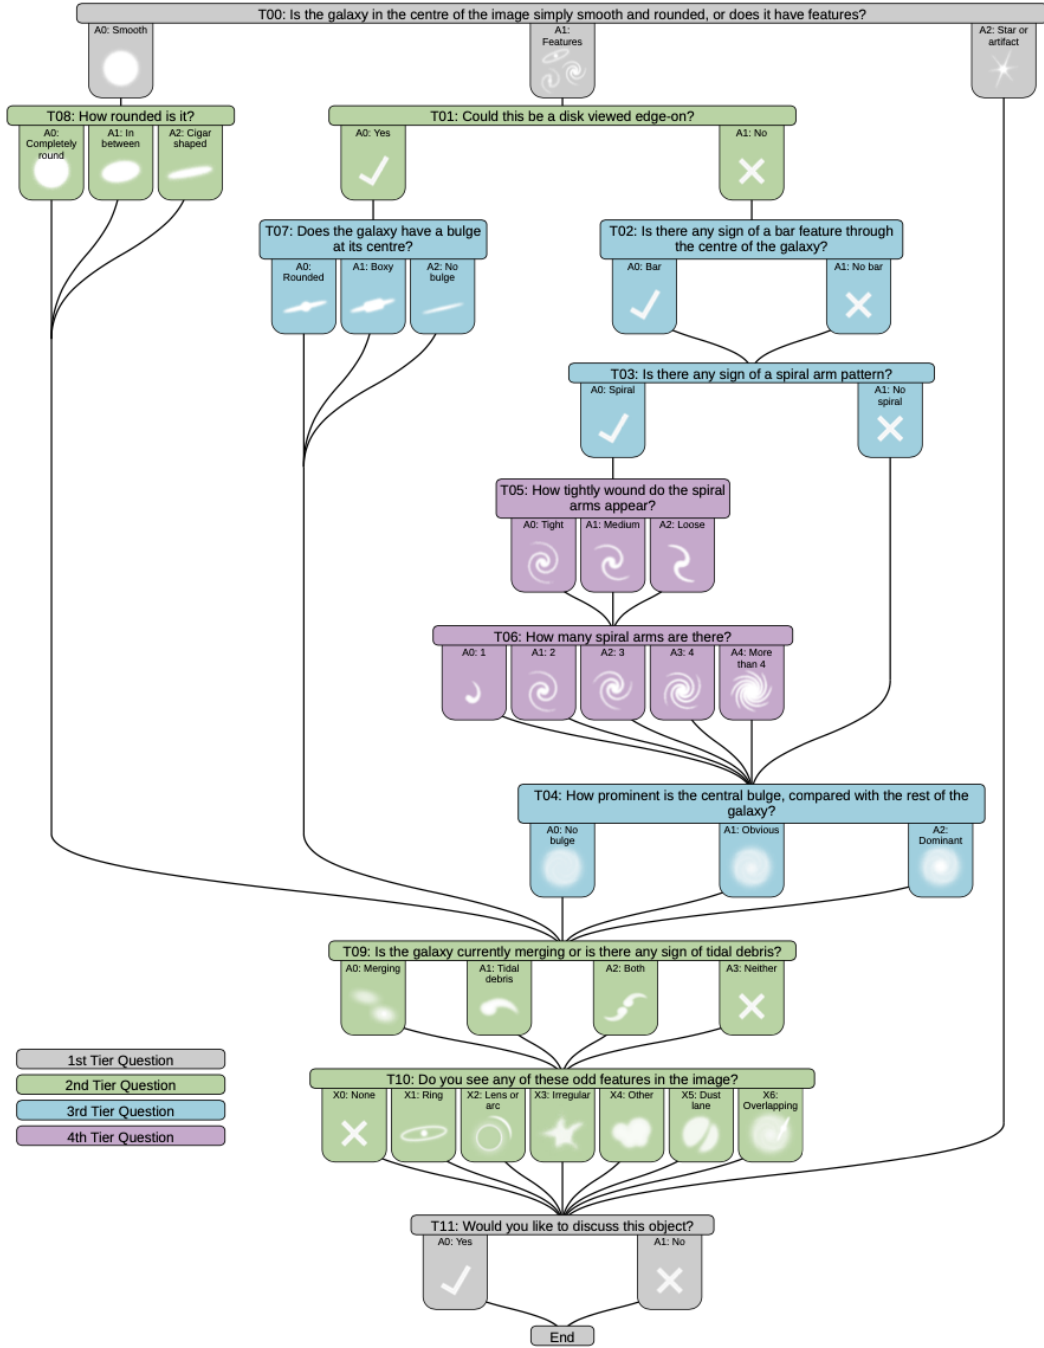 T00: Is the galaxy in the centre of the image simply smooth and rounded, or does it have features?
A0: Smooth
A1:
Features
A2: Star or
artifact
T08: How rounded is it?
A0:
Completely
round
A1: In
between
A2: Cigar
shaped
T01: Could this be a disk viewed edge-on?
A0: Yes
A1: No
T07: Does the galaxy have a bulge
at its centre?
A0:
Rounded
A1: Boxy
A2: No
bulge
T02: Is there any sign of a bar feature through
the centre of the galaxy?
A0: Bar
A1: No bar
T03: Is there any sign of a spiral arm pattern?
A0: Spiral
A1: No
spiral
T05: How tightly wound do the spiral
arms appear?
A0: Tight
A1: Medium
A2: Loose
T06: How many spiral arms are there?
A0: 1
A1: 2
A2: 3
A3: 4
A4: More
than 4
T04: How prominent is the central bulge, compared with the rest of the
galaxy?
A0: No
bulge
A1: Obvious
A2:
Dominant
T09: Is the galaxy currently merging or is there any sign of tidal debris?
A0: Merging
A1: Tidal
debris
A2: Both
A3: Neither
1st Tier Question
2nd Tier Question
3rd Tier Question
4th Tier Question
T10: Do you see any of these odd features in the image?
X0: None
X1: Ring
X2: Lens or
arc
X3: Irregular
X4: Other
X5: Dust
lane
X6:
Overlapping
T11: Would you like to discuss this object?
A0: Yes
A1: No
End